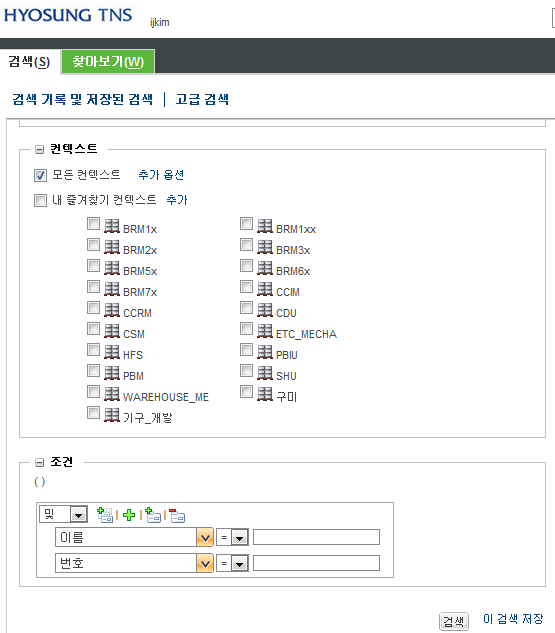 HYOSUNG TNS ijkim
검색(S) 찾아보기(W)
검색 기록 및 저장된 검색 | 고급 검색
컨텍스트
모든 컨텍스트 추가 옵션
내 즐겨찾기 컨텍스트 추가
BRM1x BRM1xx
BRM2x BRM3x
BRM5x BRM6x
BRM7x CCIM
CCRM CDU
CSM ETC_MECHA
HFS PBIU
PBM SHU
WAREHOUSE_ME 구미
기구_개발
조건
( )
및
이름 =
번호 =
검색 이 검색 저장